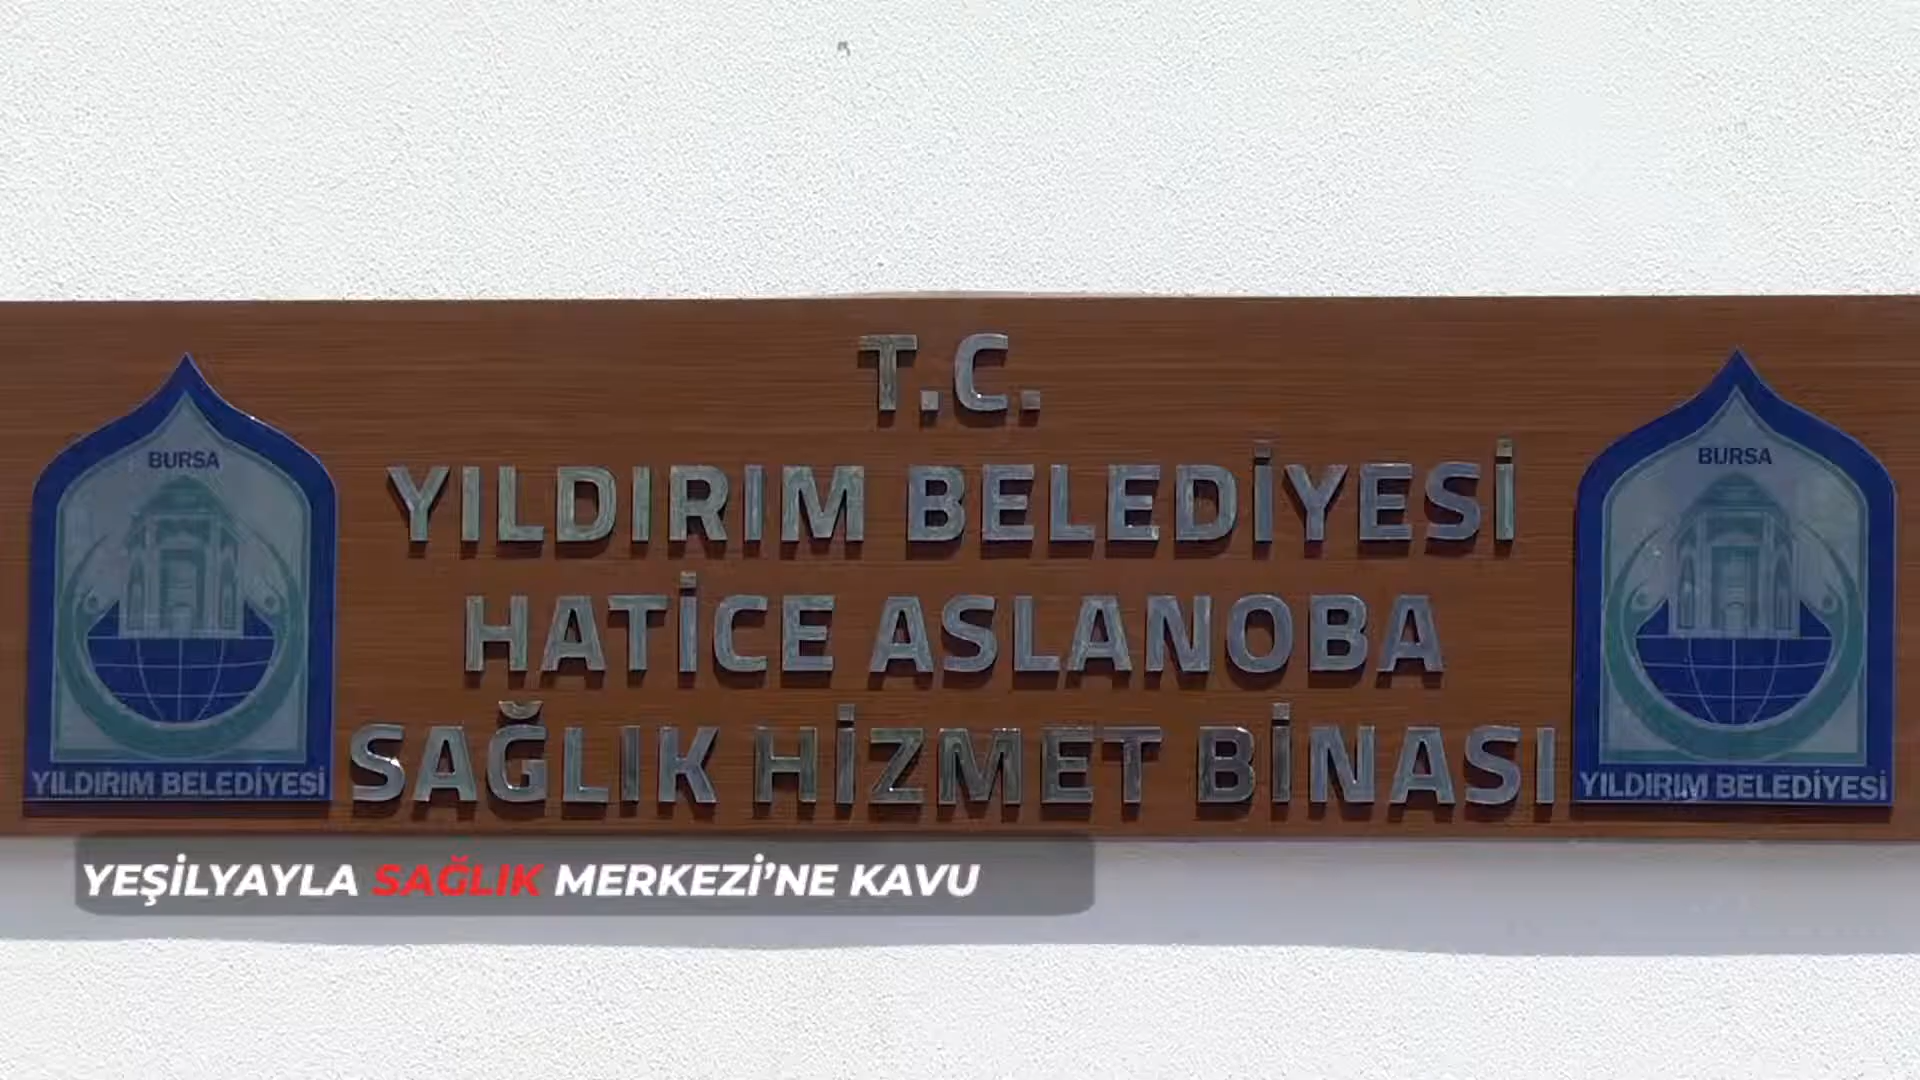 T.C.
BURSA
BURSA
YILDIRIM BELEDİYESİ
HATİCE ASLANOBA
SAĞLIK HİZMET BİNASI
YILDIRIM BELEDİYESİ
YILDIRIM BELEDİYESİ
YEŞİLYAYLA SAĞLIK MERKEZİ’NE KAVU